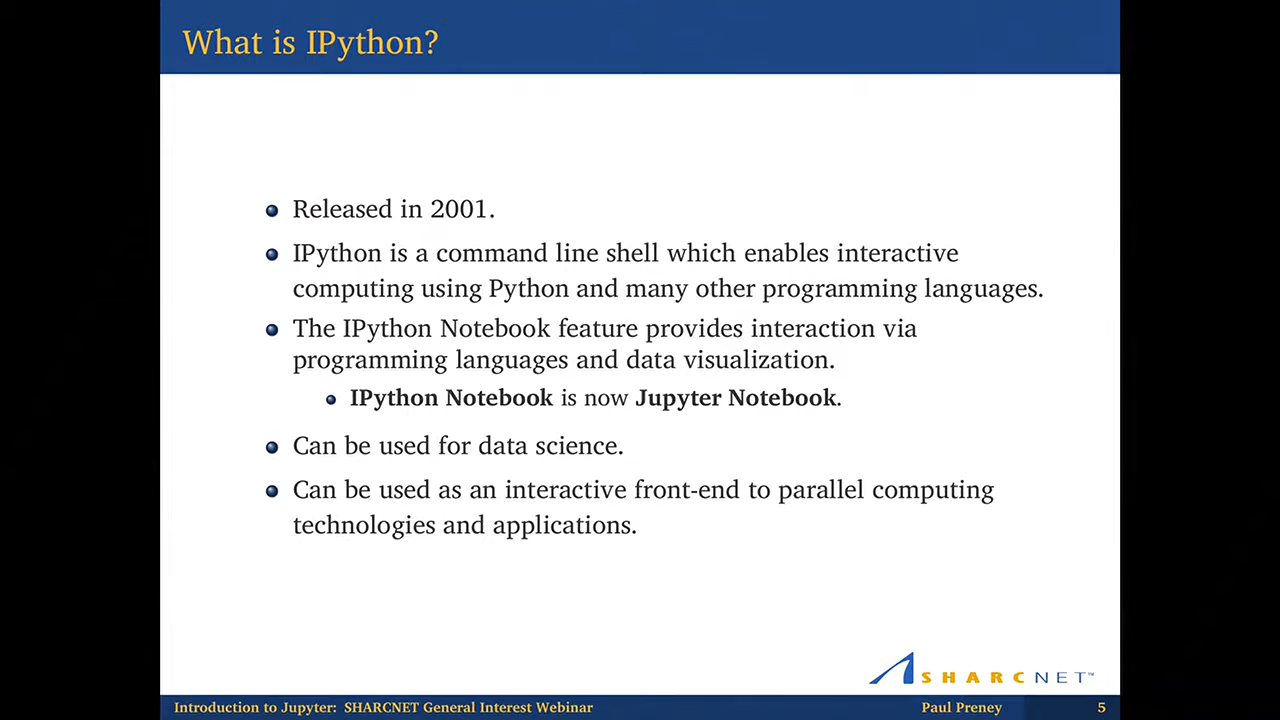 What is IPython?
Released in 2001.
IPython is a command line shell which enables interactive
computing using Python and many other programming languages.
The IPython Notebook feature provides interaction via
programming languages and data visualization.
IPython Notebook is now Jupyter Notebook.
Can be used for data science.
Can be used as an interactive front-end to parallel computing
technologies and applications.
SHARCNET™
Introduction to Jupyter: SHARCNET General Interest Webinar Paul Preney 5